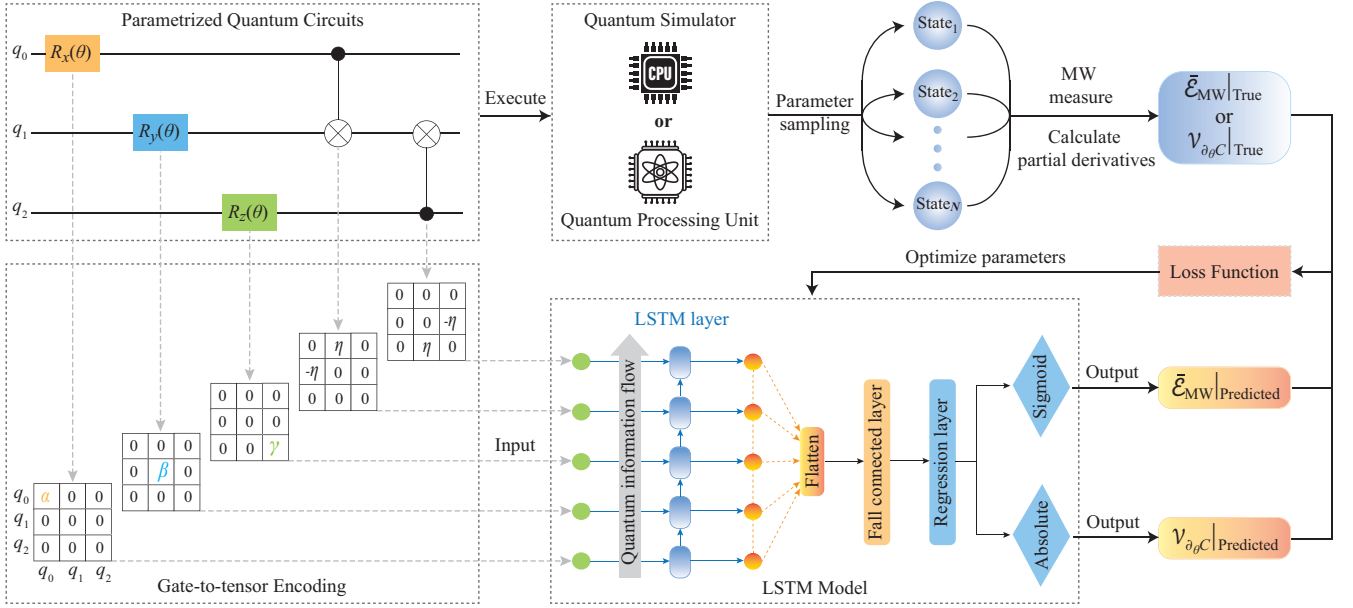 Parametrized Quantum Circuits
q0
Rx(θ)
q1
Ry(θ)
q2
Rz(θ)
Execute
Quantum Simulator
CPU
or
Quantum Processing Unit
Parameter
sampling
State1
State2
StateN
MW
measure
Calculate
partial derivatives
ℰ̄MW|True
or
𝒱∂θC|True
Optimize parameters
Loss Function
0 0 0
0 0 -η
0 η 0
0 η 0
-η 0 0
0 0 0
0 0 0
0 0 0
0 0 γ
0 0 0
0 β 0
0 0 0
q0 α 0 0
q1 0 0 0
q2 0 0 0
q0 q1 q2
Gate-to-tensor Encoding
Input
LSTM layer
Quantum information flow
Flatten
Fall connected layer
Regression layer
Sigmoid
Absolute
LSTM Model
Output
ℰ̄MW|Predicted
Output
𝒱∂θC|Predicted